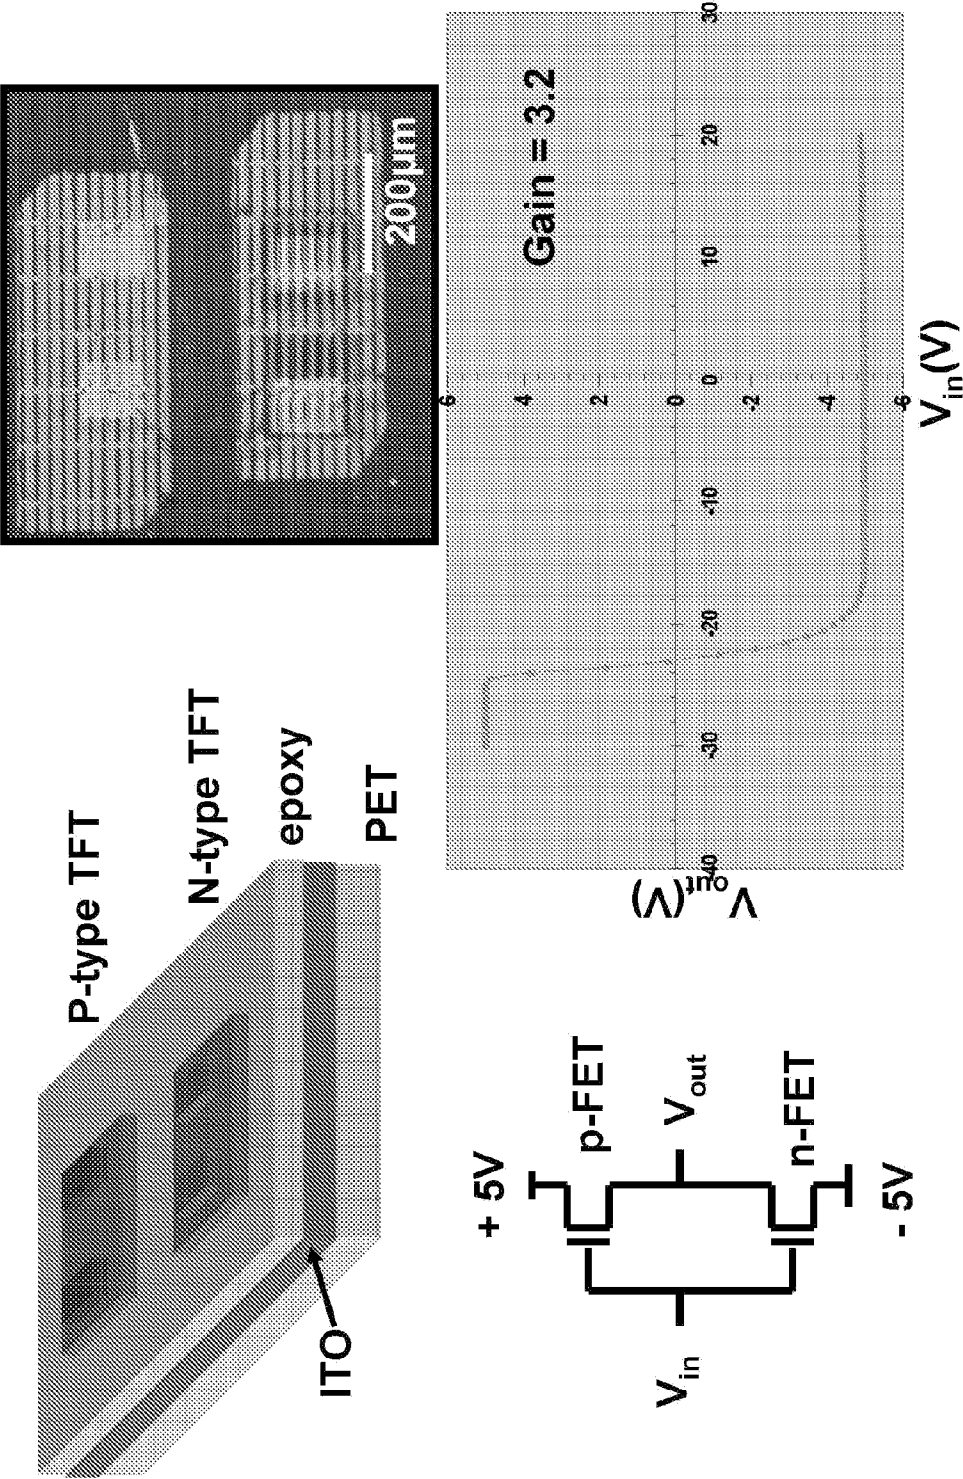 P-type TFT
N-type TFT
epoxy
PET
ITO
200μm
+ 5V
p-FET
V_in
V_out
n-FET
- 5V
Gain = 3.2
V_out(V)
6
4
2
0
-2
-4
-6
-40
-30
-20
-10
0
10
20
30
V_in(V)